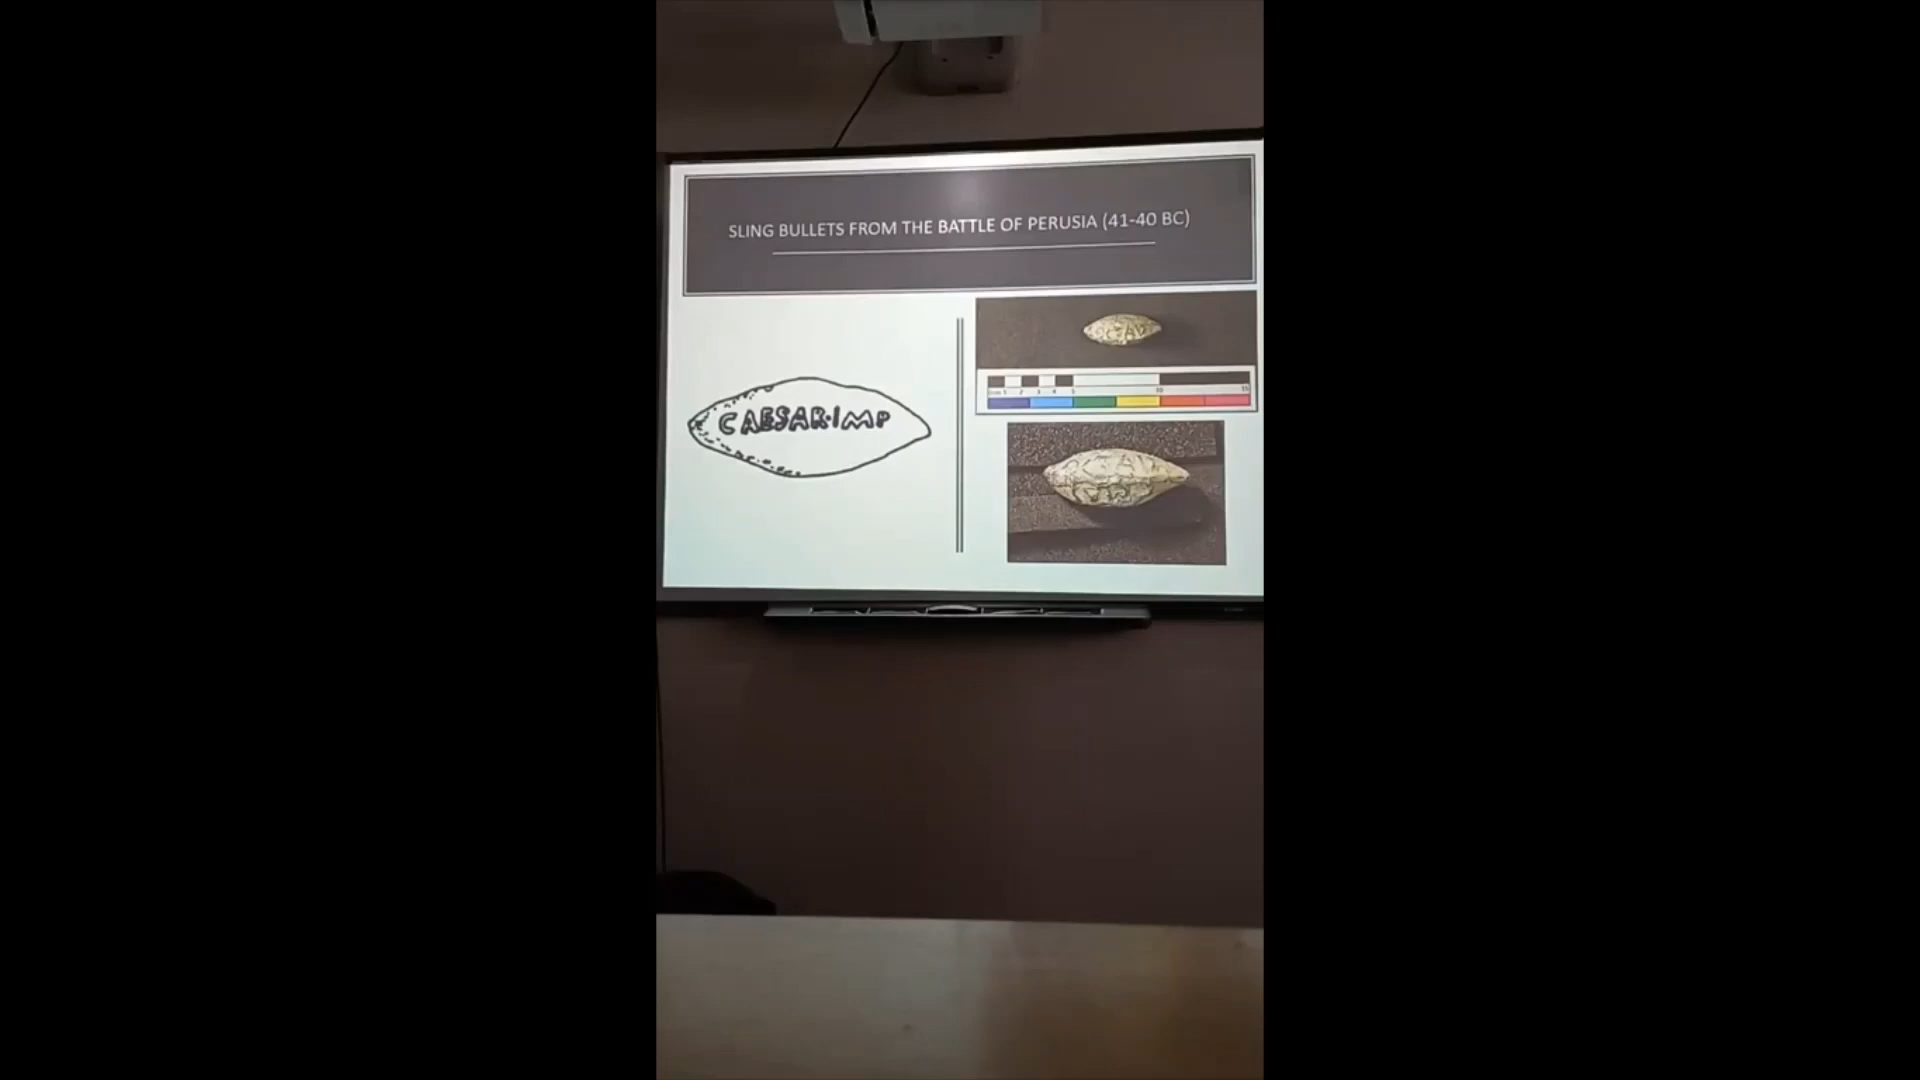 SLING BULLETS FROM THE BATTLE OF PERUSIA (41-40 BC)
CAESAR·IMP